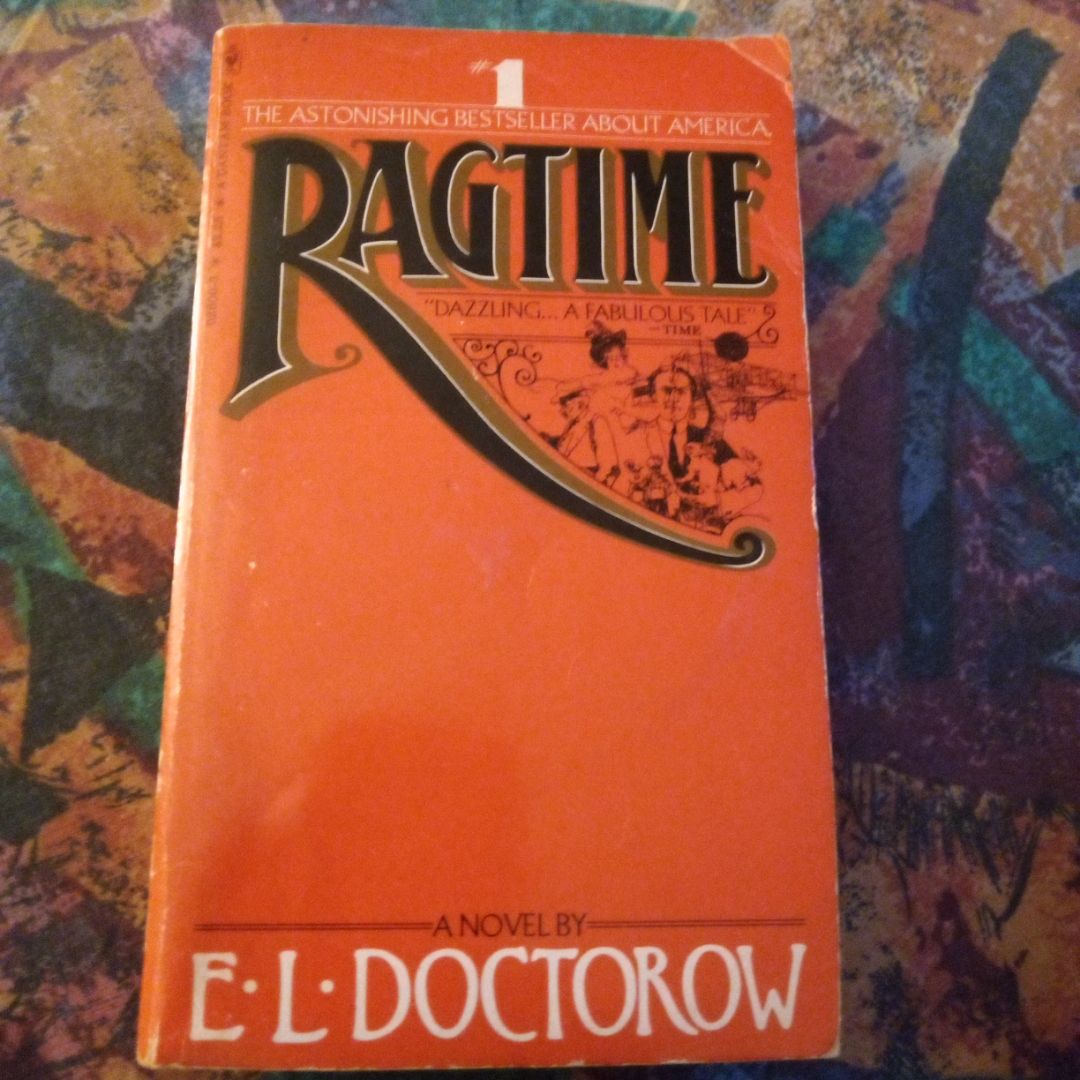 #1
THE ASTONISHING BESTSELLER ABOUT AMERICA.
RAGTIME
"DAZZLING... A FABULOUS TALE"
—TIME
A NOVEL BY
E·L·DOCTOROW